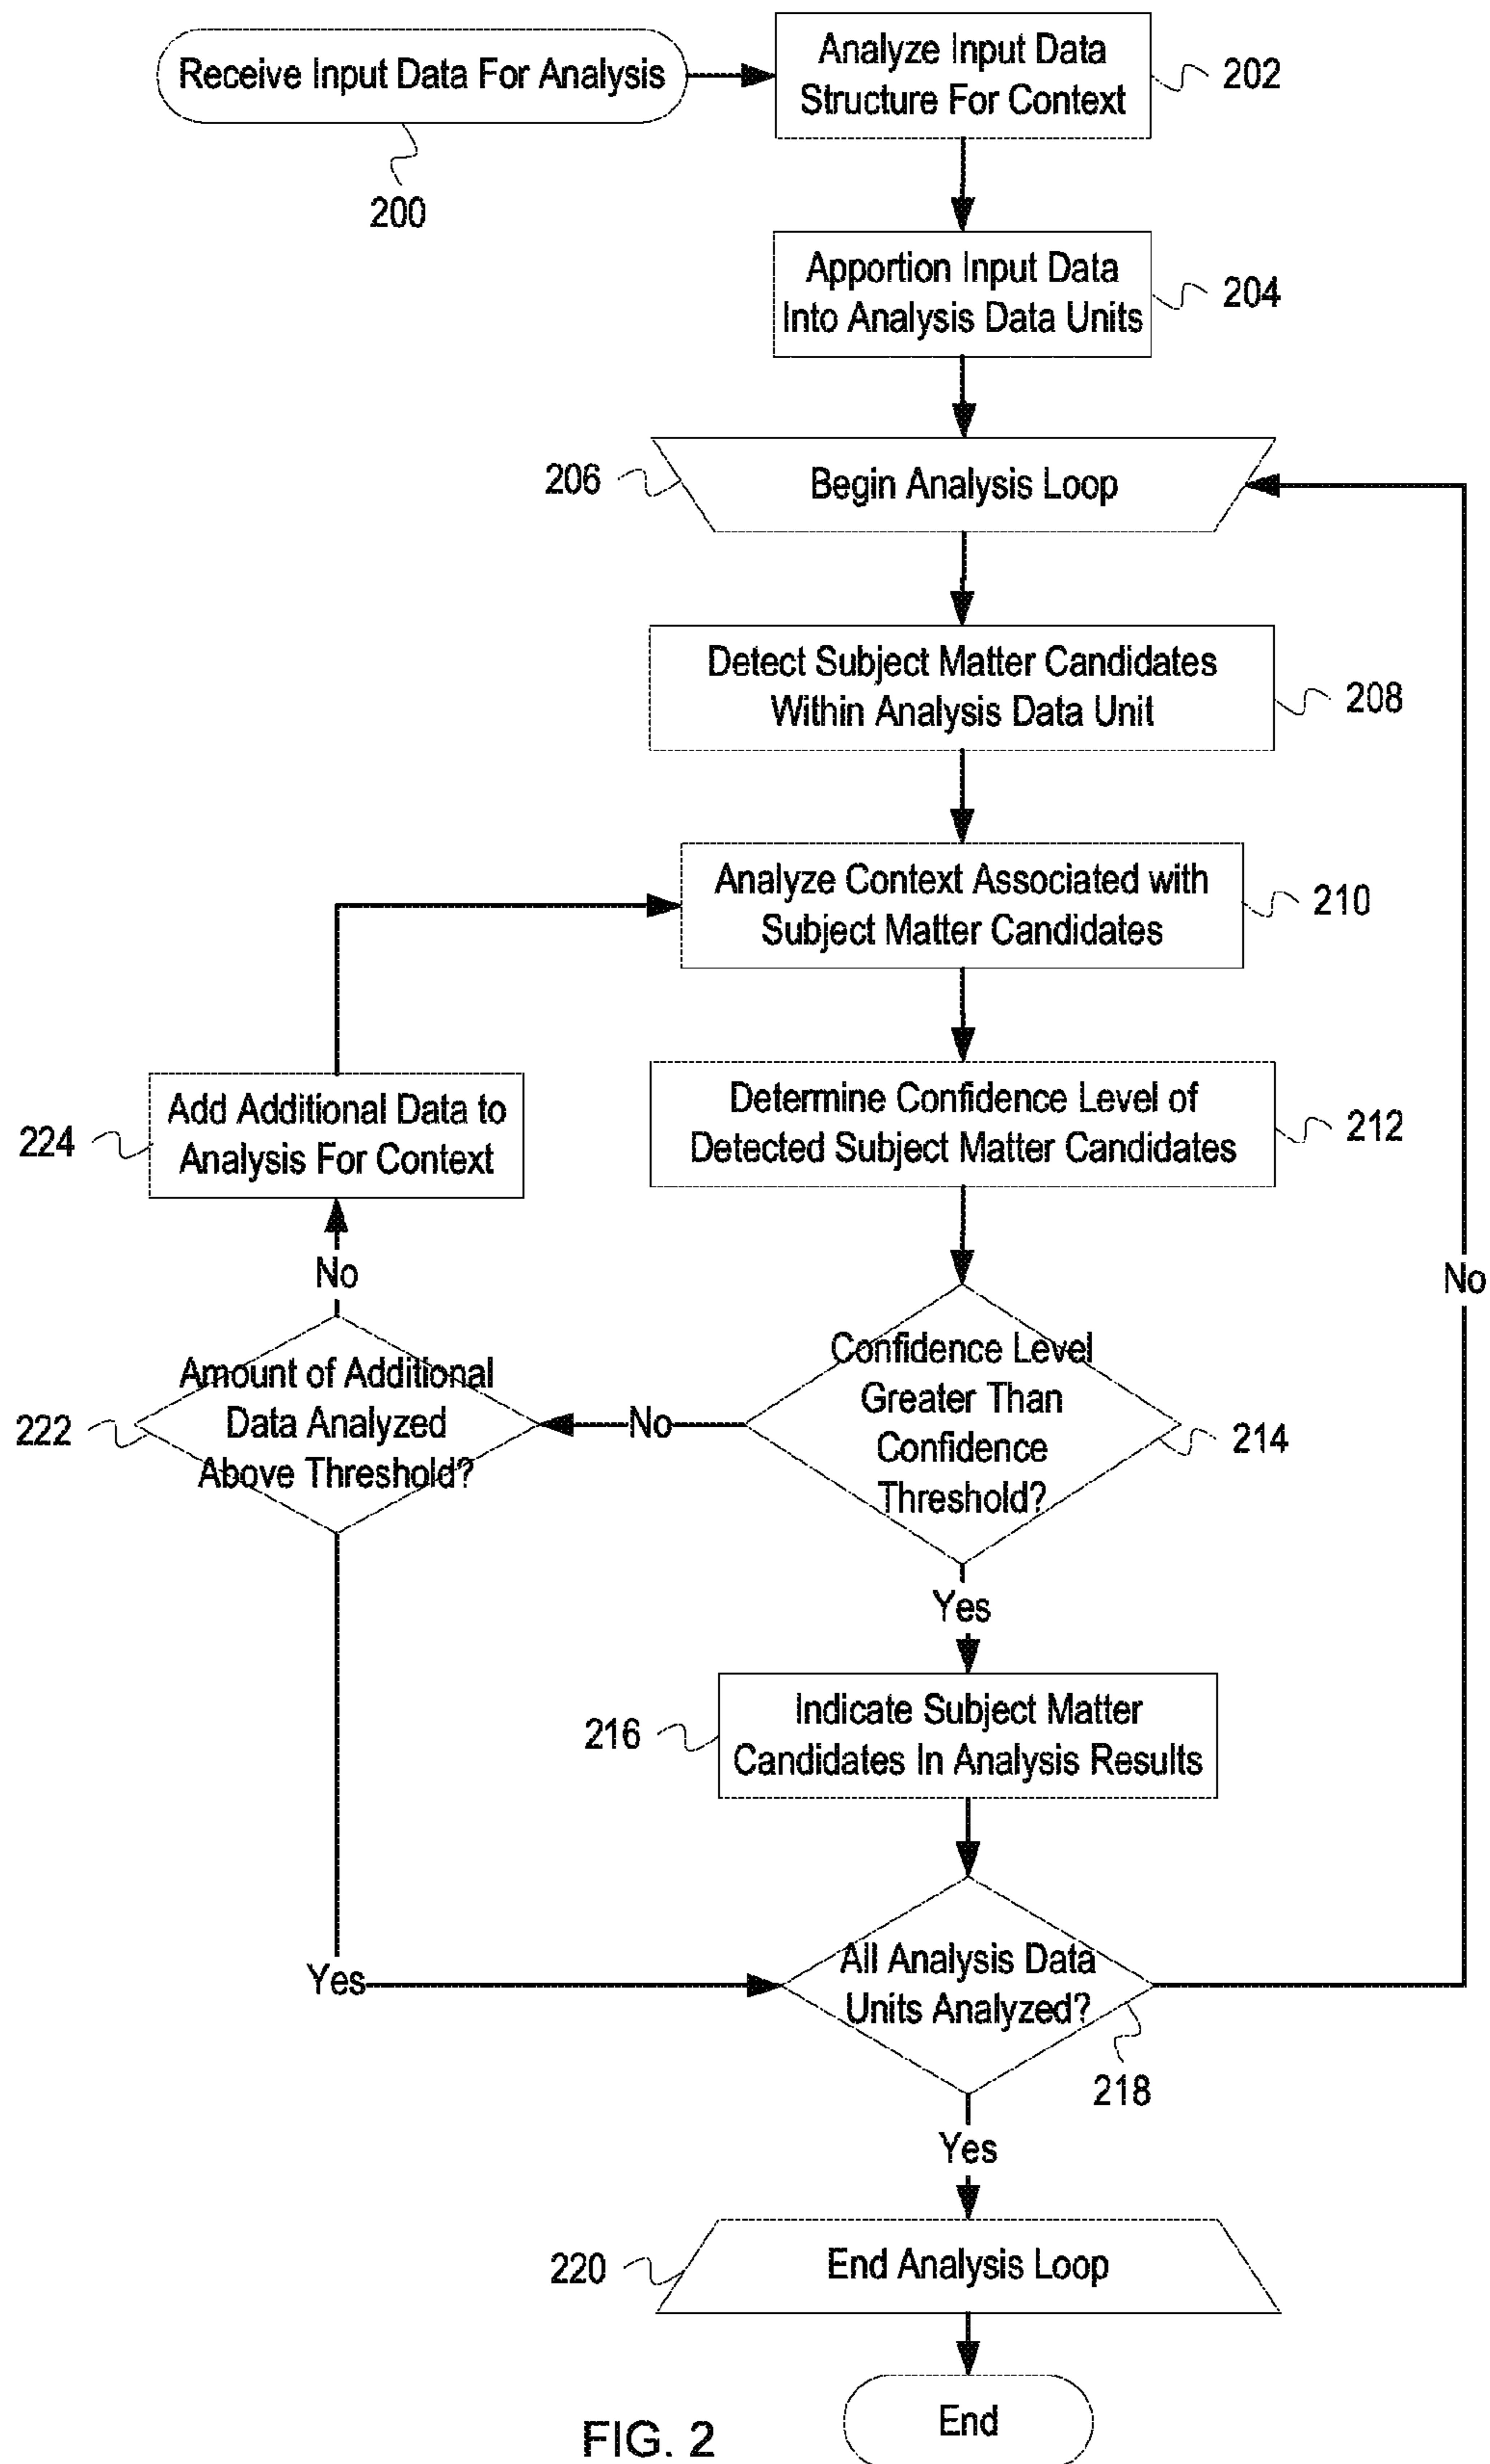 Receive Input Data For Analysis
200
Analyze Input Data
Structure For Context
202
Apportion Input Data
Into Analysis Data Units
204
206
Begin Analysis Loop
Detect Subject Matter Candidates
Within Analysis Data Unit
208
Analyze Context Associated with
Subject Matter Candidates
210
224
Add Additional Data to
Analysis For Context
Determine Confidence Level of
Detected Subject Matter Candidates
212
No
No
222
Amount of Additional
Data Analyzed
Above Threshold?
No
Confidence Level
Greater Than
Confidence
Threshold?
214
Yes
216
Indicate Subject Matter
Candidates In Analysis Results
Yes
All Analysis Data
Units Analyzed?
218
Yes
220
End Analysis Loop
End
FIG. 2